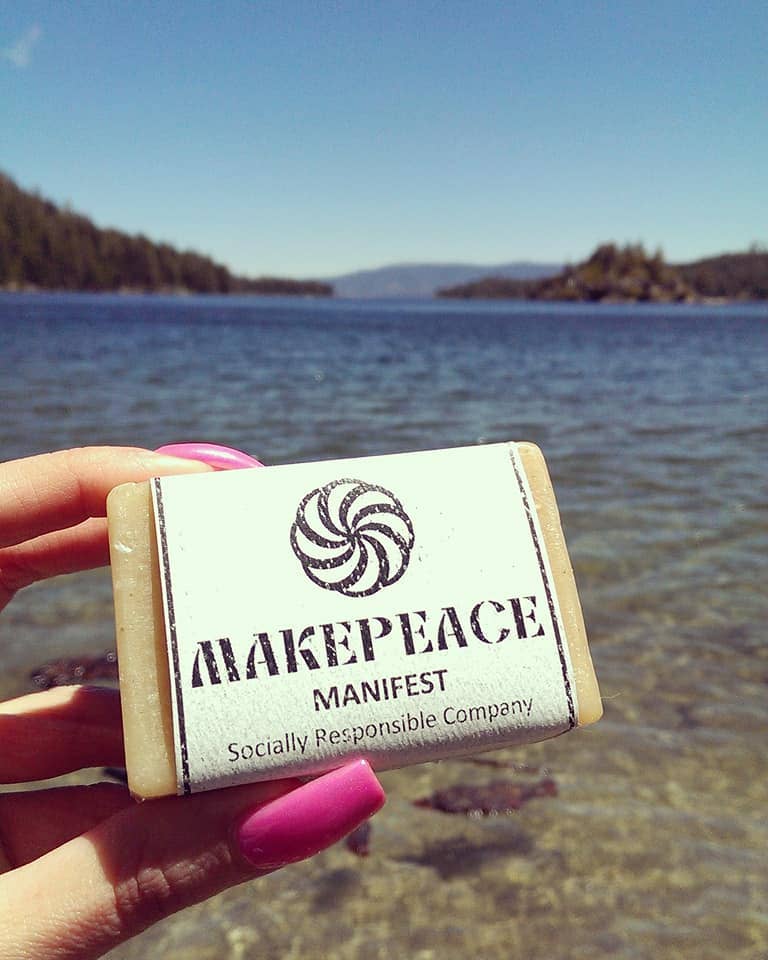 MAKEPEACE
MANIFEST
Socially Responsible Company